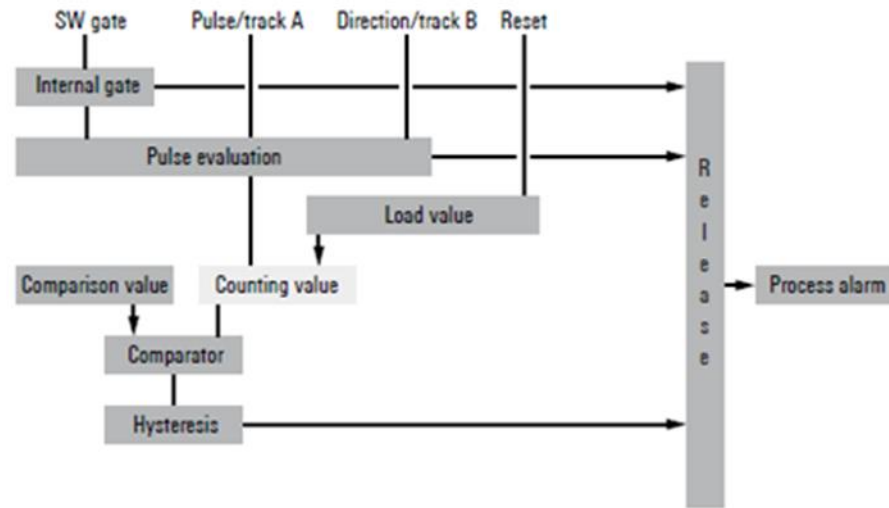 SW gate
Pulse/track A
Direction/track B
Reset
Internal gate
Pulse evaluation
Load value
Comparison value
Counting value
Release
Process alarm
Comparator
Hysteresis